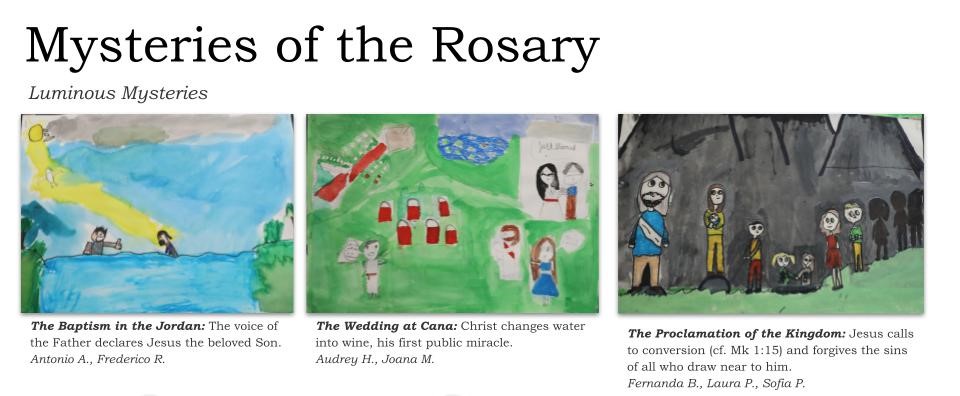 Mysteries of the Rosary
Luminous Mysteries
The Baptism in the Jordan: The voice of
the Father declares Jesus the beloved Son.
Antonio A., Frederico R.
The Wedding at Cana: Christ changes water
into wine, his first public miracle.
Audrey H., Joana M.
The Proclamation of the Kingdom: Jesus calls
to conversion (cf. Mk 1:15) and forgives the sins
of all who draw near to him.
Fernanda B., Laura P., Sofia P.